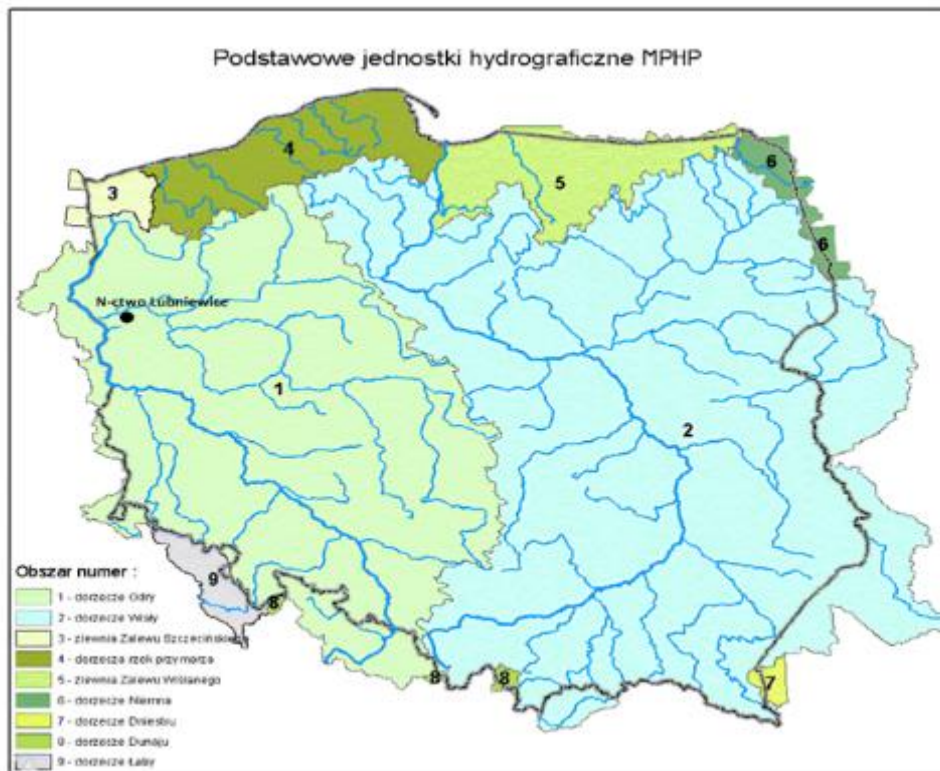 Podstawowe jednostki hydrograficzne MPHP
4
3
5
6
6
N-ctwo Lubniewice
1
2
9
8
8
8
7
Obszar numer :
1 - dorzecze Odry
2 - dorzecze Wisły
3 - zlewnia Zalewu Szczecińskie
4 - dorzecza rzek przymorza
5 - zlewnia Zalewu Wiślanego
6 - dorzecze Niemna
7 - dorzecze Dniestru
8 - dorzecze Dunaju
9 - dorzecze Łaby